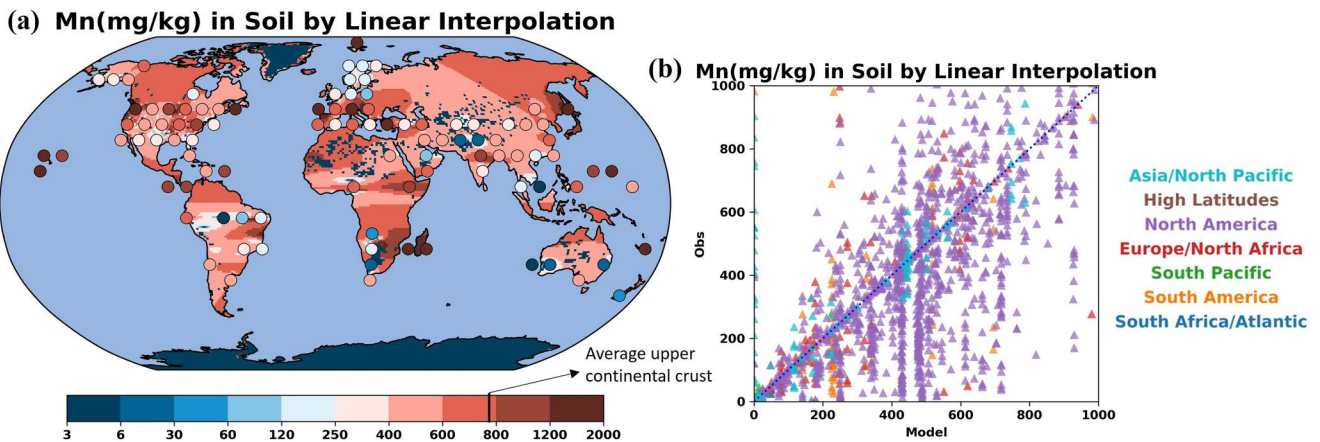 (a) Mn(mg/kg) in Soil by Linear Interpolation
Average upper
continental crust
3 6 30 60 120 250 400 600 800 1200 2000
(b) Mn(mg/kg) in Soil by Linear Interpolation
1000
800
600
400
200
0
Obs
0 200 400 600 800 1000
Model
Asia/North Pacific
High Latitudes
North America
Europe/North Africa
South Pacific
South America
South Africa/Atlantic